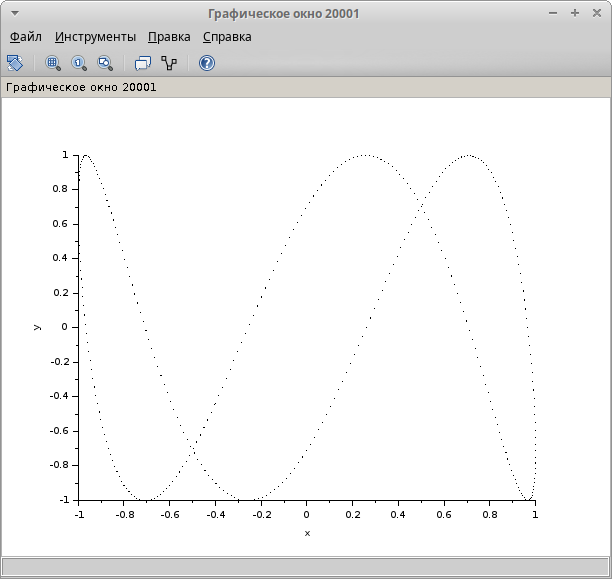 Графическое окно 20001
Файл Инструменты Правка Справка
Графическое окно 20001
1
0.8
0.6
0.4
0.2
0
-0.2
-0.4
-0.6
-0.8
-1
y
-1 -0.8 -0.6 -0.4 -0.2 0 0.2 0.4 0.6 0.8 1
x